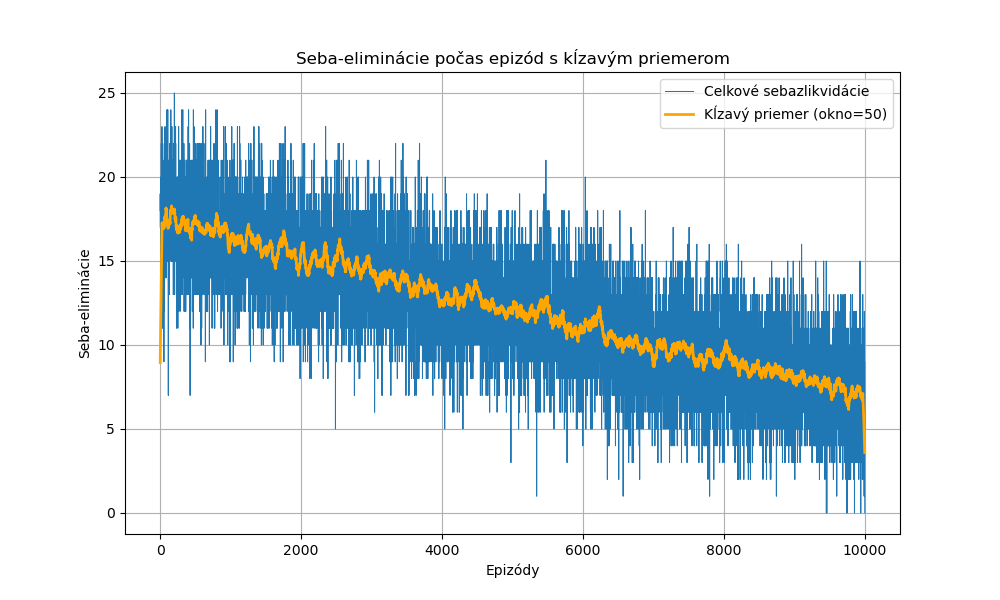 Seba-eliminácie počas epizód s kĺzavým priemerom
Celkové sebazlikvidácie
Kĺzavý priemer (okno=50)
Seba-eliminácie
25
20
15
10
5
0
0 2000 4000 6000 8000 10000
Epizódy